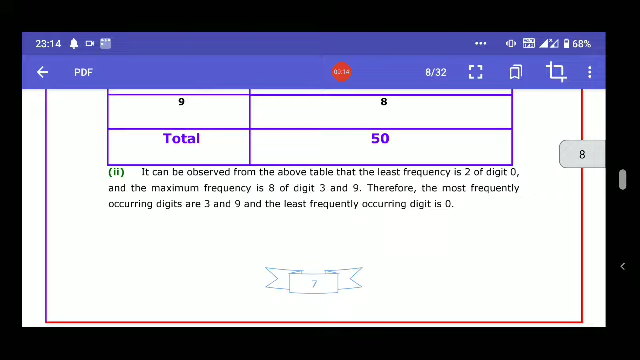 23:14 68%
PDF 02:14 8/32
9 8
Total 50
8
(ii) It can be observed from the above table that the least frequency is 2 of digit 0,
and the maximum frequency is 8 of digit 3 and 9. Therefore, the most frequently
occurring digits are 3 and 9 and the least frequently occurring digit is 0.
7